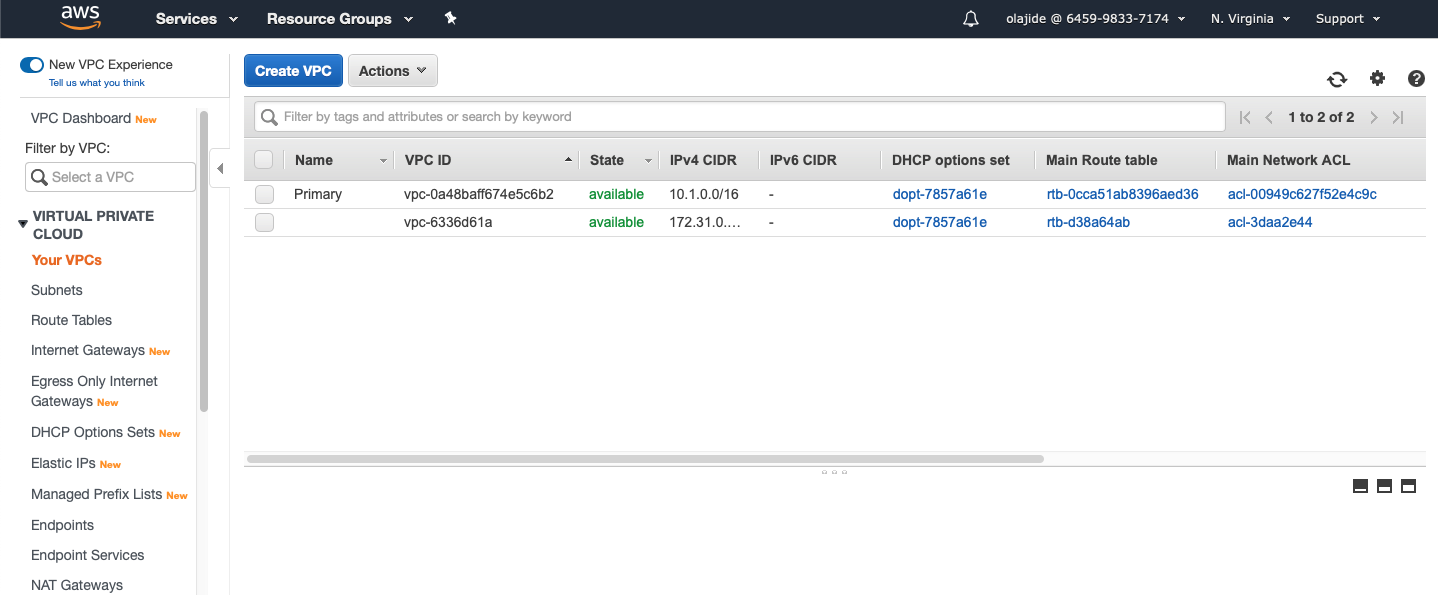 aws Services Resource Groups olajide @ 6459-9833-7174 N. Virginia Support
New VPC Experience
Tell us what you think
VPC Dashboard New
Filter by VPC:
Select a VPC
VIRTUAL PRIVATE
CLOUD
Your VPCs
Subnets
Route Tables
Internet Gateways New
Egress Only Internet
Gateways New
DHCP Options Sets New
Elastic IPs New
Managed Prefix Lists New
Endpoints
Endpoint Services
NAT Gateways
Create VPC Actions
Filter by tags and attributes or search by keyword 1 to 2 of 2
Name VPC ID State IPv4 CIDR IPv6 CIDR DHCP options set Main Route table Main Network ACL
Primary vpc-0a48baff674e5c6b2 available 10.1.0.0/16 - dopt-7857a61e rtb-0cca51ab8396aed36 acl-00949c627f52e4c9c
vpc-6336d61a available 172.31.0.... - dopt-7857a61e rtb-d38a64ab acl-3daa2e44